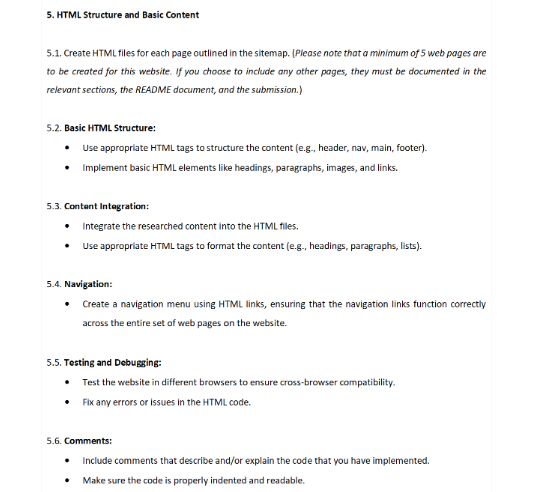 5. HTML Structure and Basic Content
5.1. Create HTML files for each page outlined in the sitemap. (Please note that a minimum of 5 web pages are
to be created for this website. If you choose to include any other pages, they must be documented in the
relevant sections, the README document, and the submission.)
5.2. Basic HTML Structure:
• Use appropriate HTML tags to structure the content (e.g., header, nav, main, footer).
• Implement basic HTML elements like headings, paragraphs, images, and links.
5.3. Content Integration:
• Integrate the researched content into the HTML files.
• Use appropriate HTML tags to format the content (e.g., headings, paragraphs, lists).
5.4. Navigation:
• Create a navigation menu using HTML links, ensuring that the navigation links function correctly
across the entire set of web pages on the website.
5.5. Testing and Debugging:
• Test the website in different browsers to ensure cross-browser compatibility.
• Fix any errors or issues in the HTML code.
5.6. Comments:
• Include comments that describe and/or explain the code that you have implemented.
• Make sure the code is properly indented and readable.